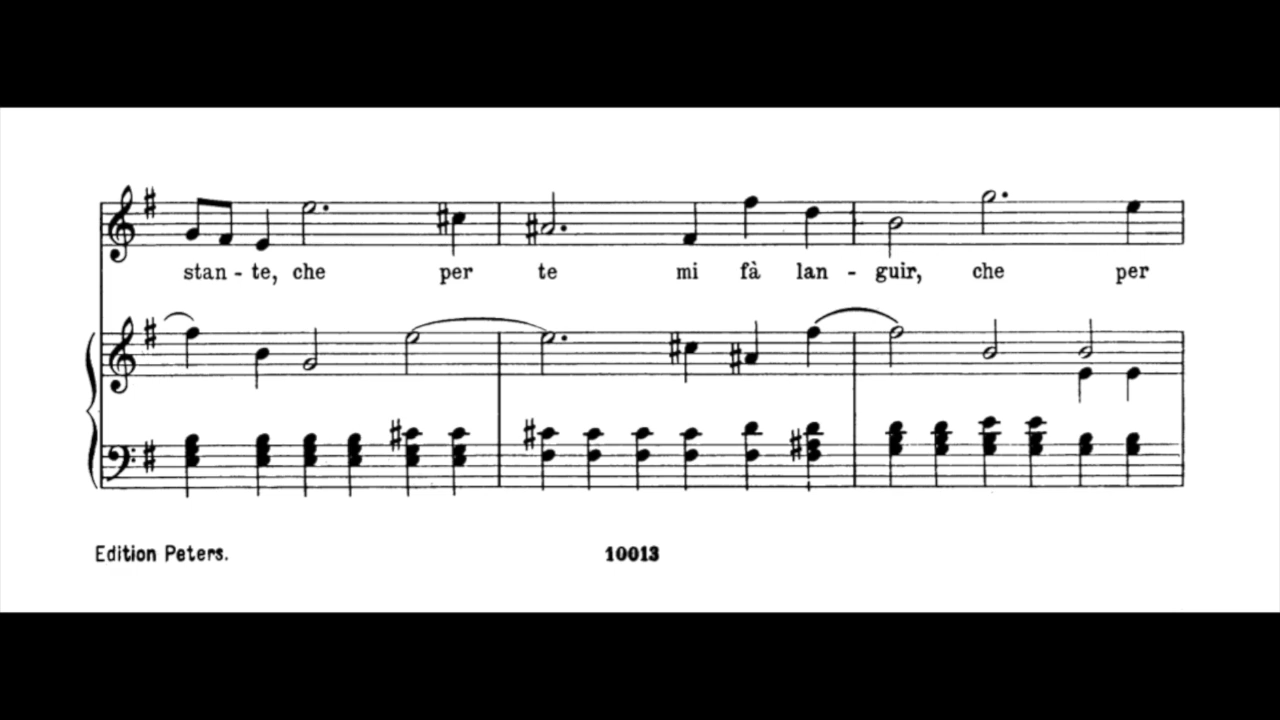 stan - te, che per te mi fà lan - guir, che per
Edition Peters. 10013